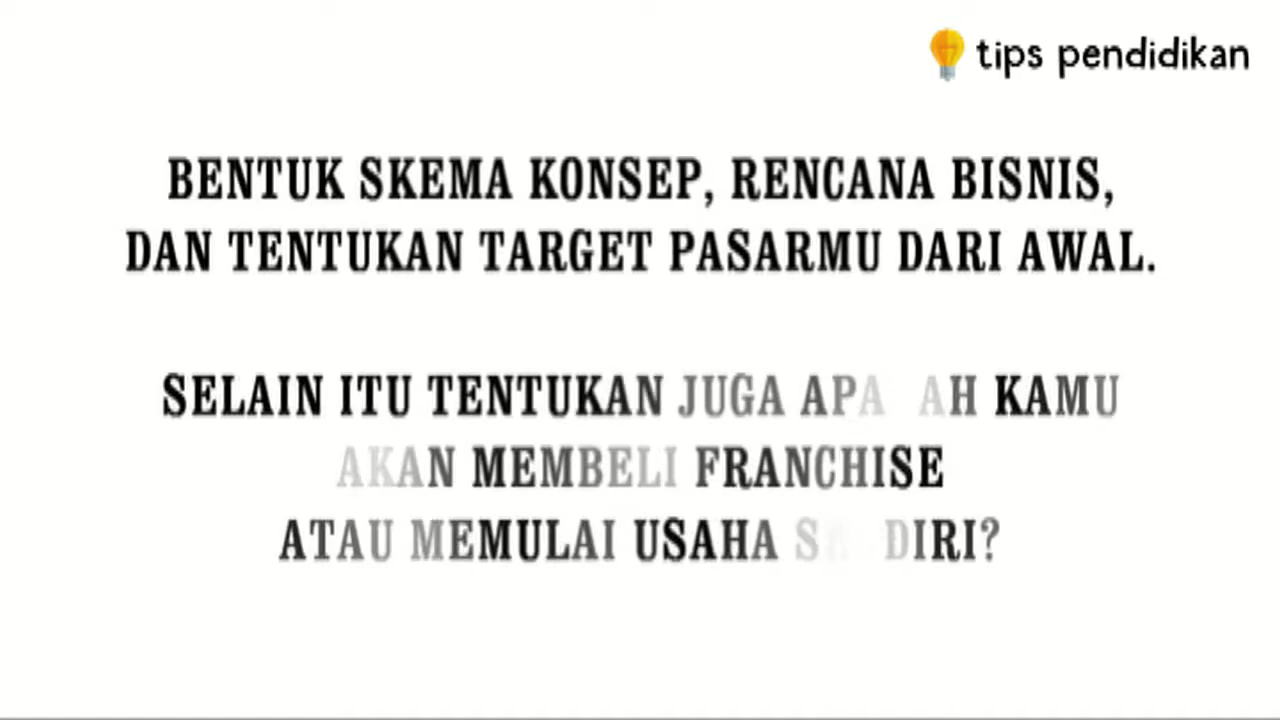 tips pendidikan
BENTUK SKEMA KONSEP, RENCANA BISNIS,
DAN TENTUKAN TARGET PASARMU DARI AWAL.
SELAIN ITU TENTUKAN JUGA KAMU
AKAN MEMBELI FRANCHISE
ATAU MEMULAI USAHA